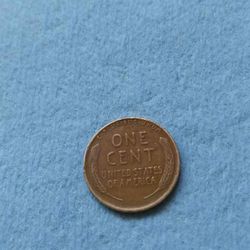 ONE
CENT
UNITED STATES
OF AMERICA